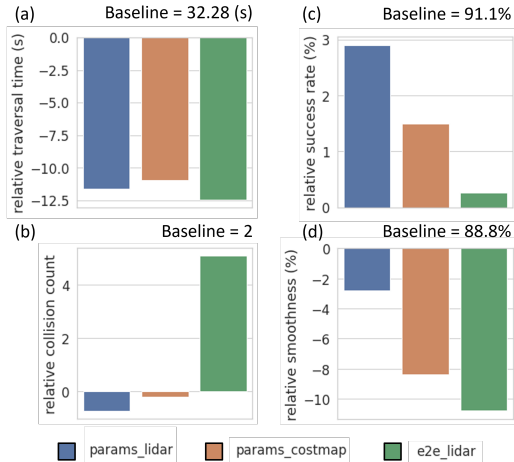 (a)
Baseline = 32.28 (s)
relative traversal time (s)
0.0
−2.5
−5.0
−7.5
−10.0
−12.5
(c)
Baseline = 91.1%
relative success rate (%)
3
2
1
0
(b)
Baseline = 2
relative collision count
4
2
0
(d)
Baseline = 88.8%
relative smoothness (%)
0
−2
−4
−6
−8
−10
params_lidar
params_costmap
e2e_lidar